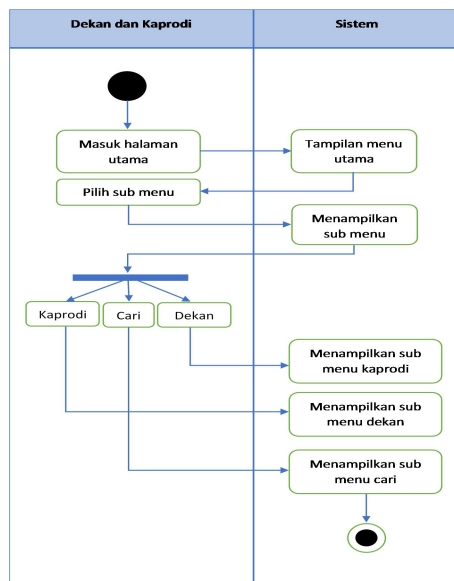 Dekan dan Kaprodi
Sistem
Masuk halaman
utama
Tampilan menu
utama
Pilih sub menu
Menampilkan
sub menu
Kaprodi
Cari
Dekan
Menampilkan sub
menu kaprodi
Menampilkan sub
menu dekan
Menampilkan sub
menu cari